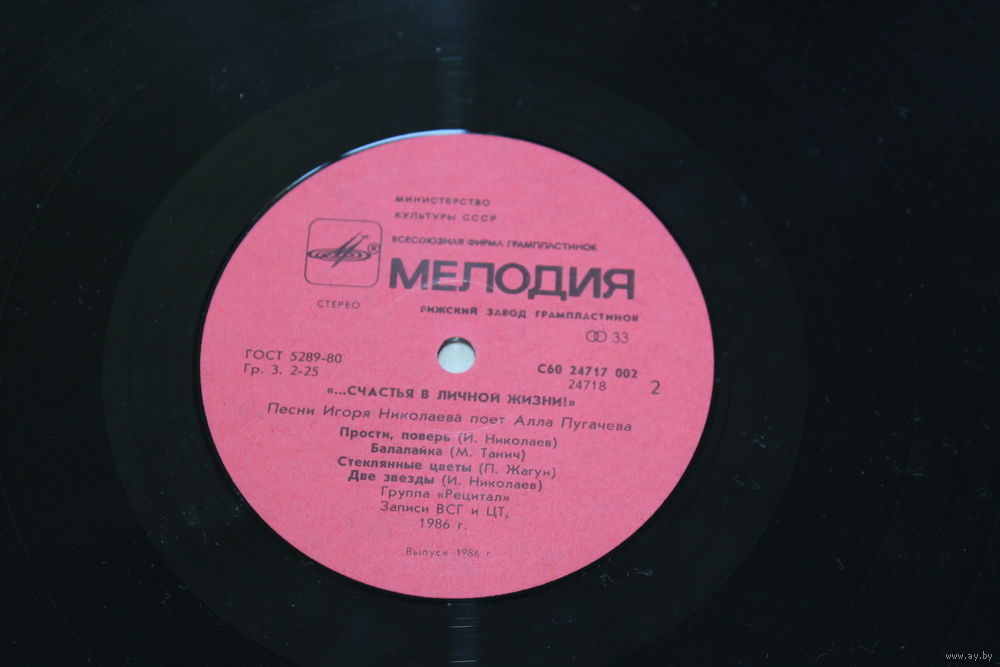 МИНИСТЕРСТВО
КУЛЬТУРЫ СССР
ВСЕСОЮЗНАЯ ФИРМА ГРАМПЛАСТИНОК
®
МЕЛОДИЯ
СТЕРЕО
РИЖСКИЙ ЗАВОД ГРАМПЛАСТИНОК
33
ГОСТ 5289-80
Гр. 3. 2-25
С60 24717 002
24718
2
«...СЧАСТЬЯ В ЛИЧНОЙ ЖИЗНИ!»
Песни Игоря Николаева поет Алла Пугачева
Прости, поверь (И. Николаев)
Балалайка (М. Танич)
Стеклянные цветы (П. Жагун)
Две звезды (И. Николаев)
Группа «Рецитал»
Записи ВСГ и ЦТ,
1986 г.
Выпуск 1986 г.
www.ay.by